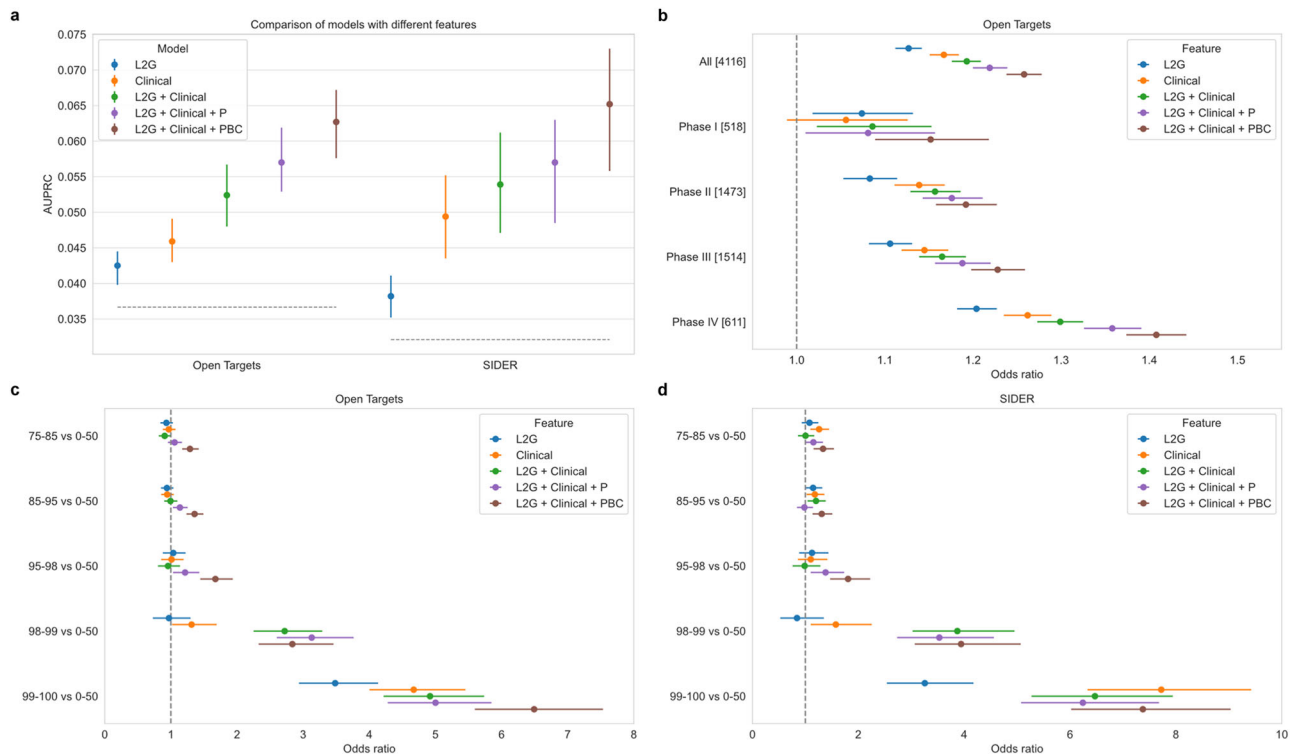 a
Comparison of models with different features
0.075
0.070
0.065
0.060
0.055
0.050
0.045
0.040
0.035
AUPRC
Model
L2G
Clinical
L2G + Clinical
L2G + Clinical + P
L2G + Clinical + PBC
Open Targets
SIDER
b
Open Targets
All [4116]
Phase I [518]
Phase II [1473]
Phase III [1514]
Phase IV [611]
Feature
L2G
Clinical
L2G + Clinical
L2G + Clinical + P
L2G + Clinical + PBC
1.0 1.1 1.2 1.3 1.4 1.5
Odds ratio
c
Open Targets
75-85 vs 0-50
85-95 vs 0-50
95-98 vs 0-50
98-99 vs 0-50
99-100 vs 0-50
Feature
L2G
Clinical
L2G + Clinical
L2G + Clinical + P
L2G + Clinical + PBC
0 1 2 3 4 5 6 7 8
Odds ratio
d
SIDER
75-85 vs 0-50
85-95 vs 0-50
95-98 vs 0-50
98-99 vs 0-50
99-100 vs 0-50
Feature
L2G
Clinical
L2G + Clinical
L2G + Clinical + P
L2G + Clinical + PBC
0 2 4 6 8 10
Odds ratio